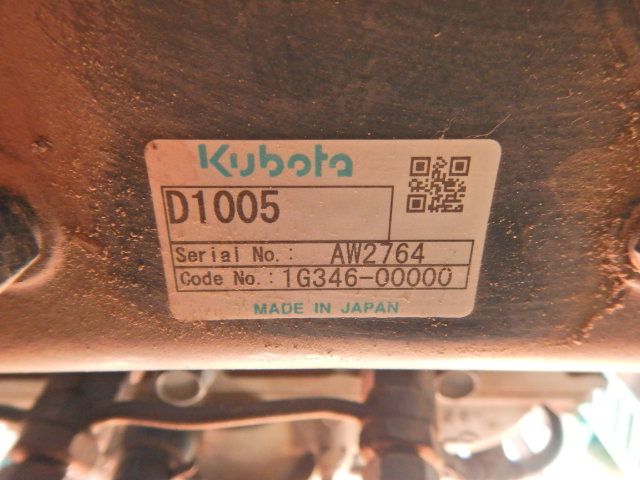 Kubota
D1005
Serial No.: AW2764
Code No.: 1G346-00000
MADE IN JAPAN